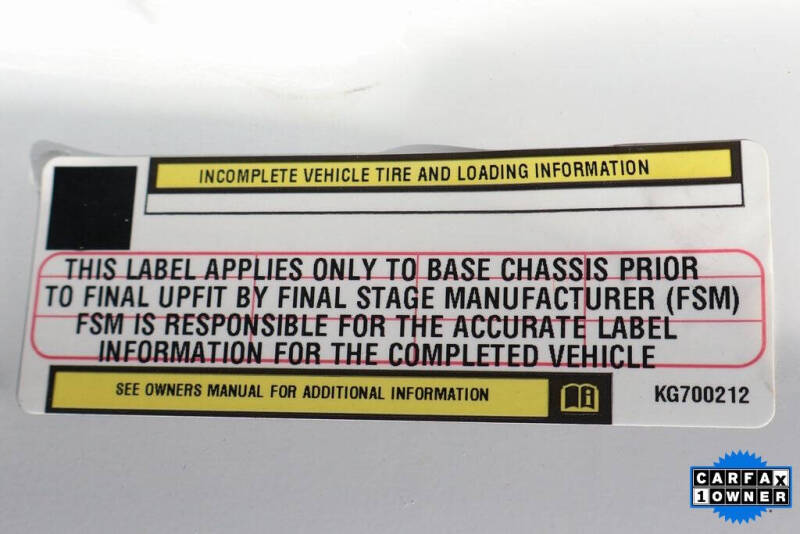 INCOMPLETE VEHICLE TIRE AND LOADING INFORMATION
THIS LABEL APPLIES ONLY TO BASE CHASSIS PRIOR
TO FINAL UPFIT BY FINAL STAGE MANUFACTURER (FSM)
FSM IS RESPONSIBLE FOR THE ACCURATE LABEL
INFORMATION FOR THE COMPLETED VEHICLE
SEE OWNERS MANUAL FOR ADDITIONAL INFORMATION
KG700212
CARFAX
1 OWNER